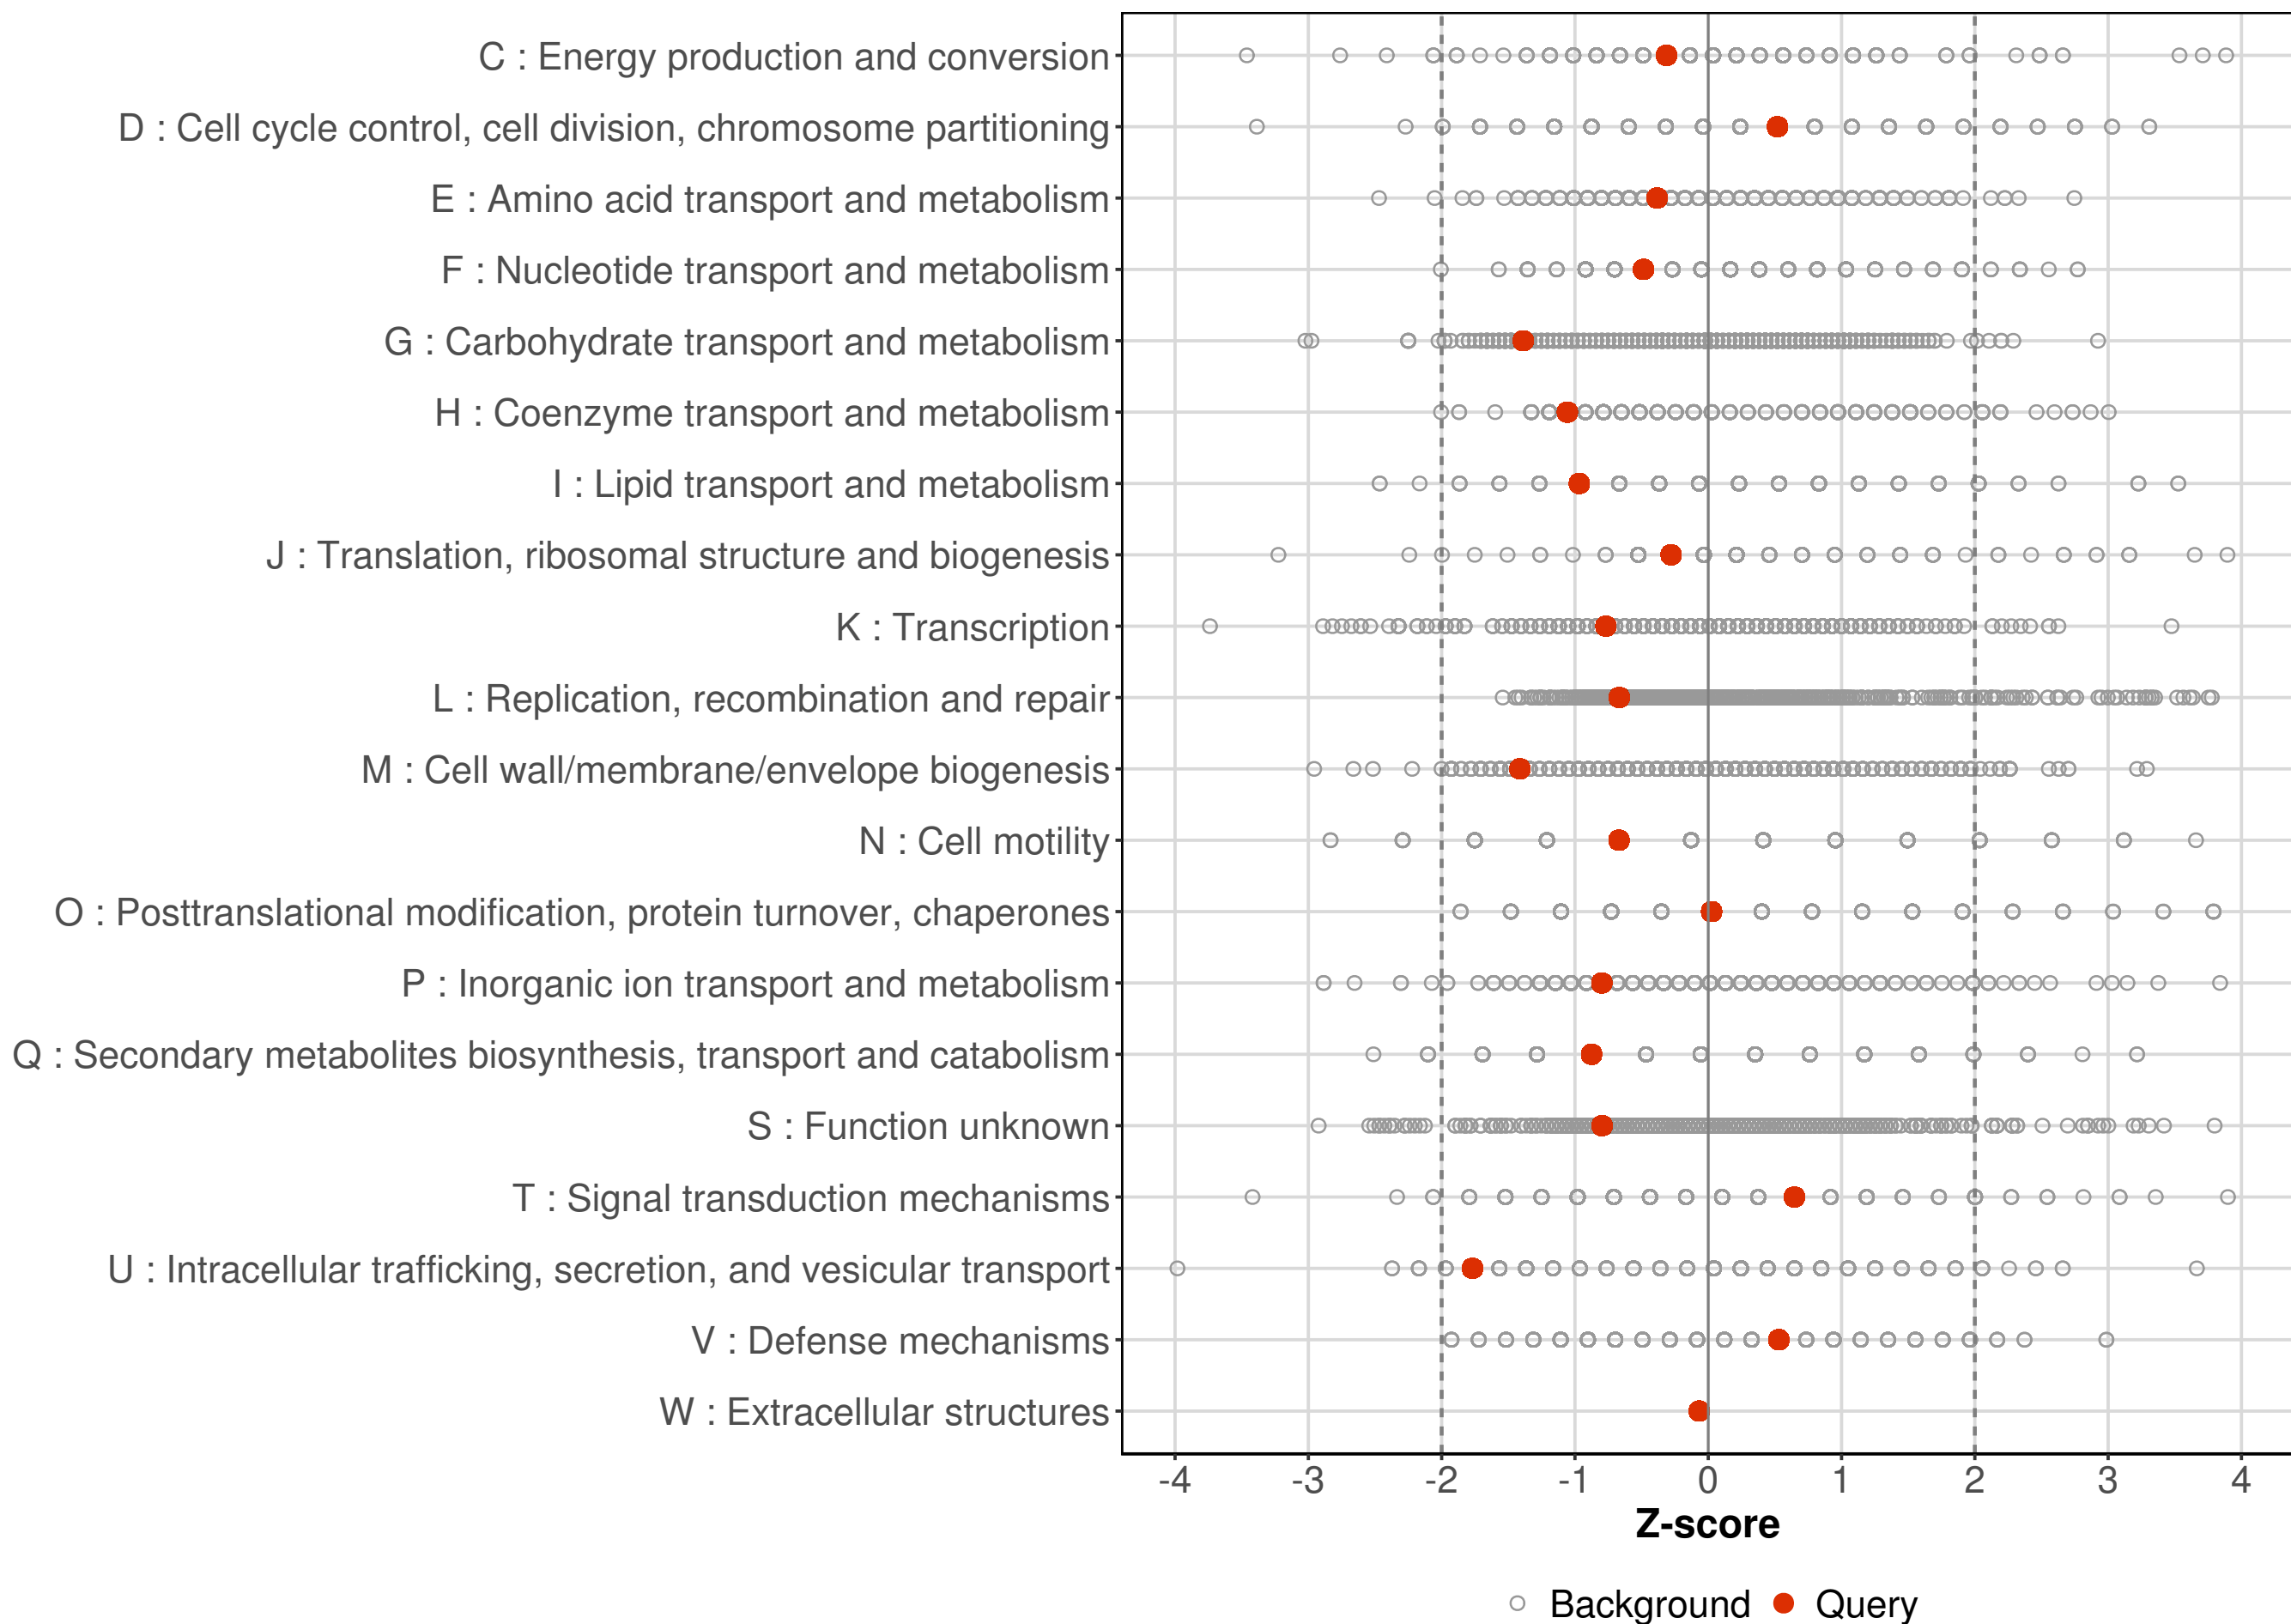 C : Energy production and conversion
D : Cell cycle control, cell division, chromosome partitioning
E : Amino acid transport and metabolism
F : Nucleotide transport and metabolism
G : Carbohydrate transport and metabolism
H : Coenzyme transport and metabolism
I : Lipid transport and metabolism
J : Translation, ribosomal structure and biogenesis
K : Transcription
L : Replication, recombination and repair
M : Cell wall/membrane/envelope biogenesis
N : Cell motility
O : Posttranslational modification, protein turnover, chaperones
P : Inorganic ion transport and metabolism
Q : Secondary metabolites biosynthesis, transport and catabolism
S : Function unknown
T : Signal transduction mechanisms
U : Intracellular trafficking, secretion, and vesicular transport
V : Defense mechanisms
W : Extracellular structures
-4 -3 -2 -1 0 1 2 3 4
Z-score
Background Query